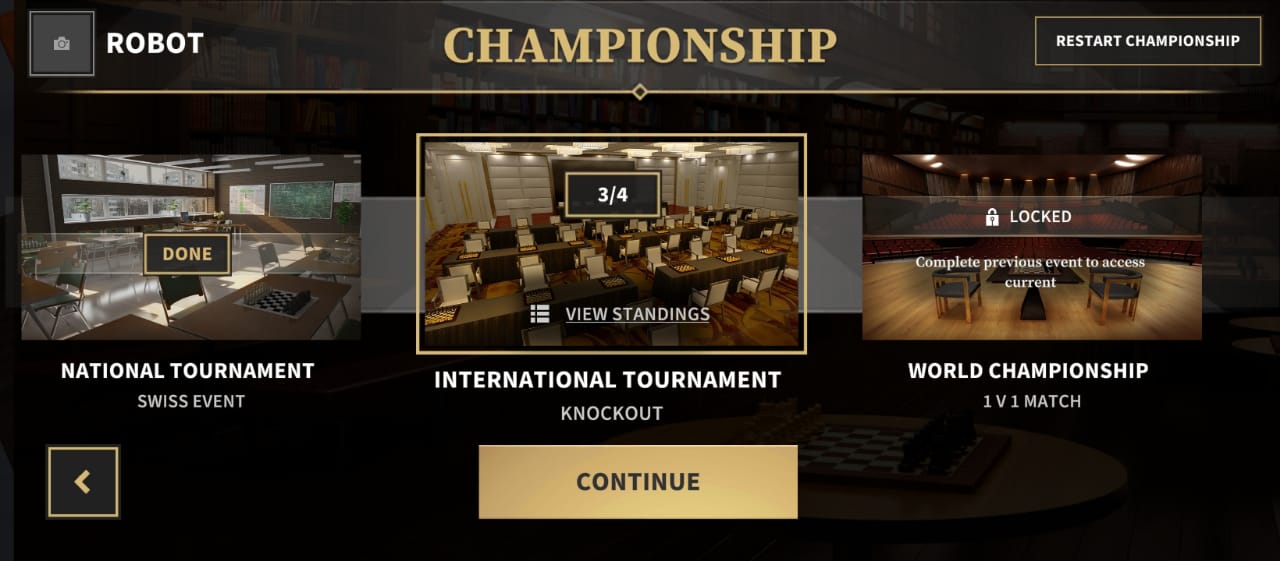 ROBOT
CHAMPIONSHIP
RESTART CHAMPIONSHIP
DONE
NATIONAL TOURNAMENT
SWISS EVENT
3/4
VIEW STANDINGS
INTERNATIONAL TOURNAMENT
KNOCKOUT
LOCKED
Complete previous event to access
current
WORLD CHAMPIONSHIP
1 V 1 MATCH
CONTINUE